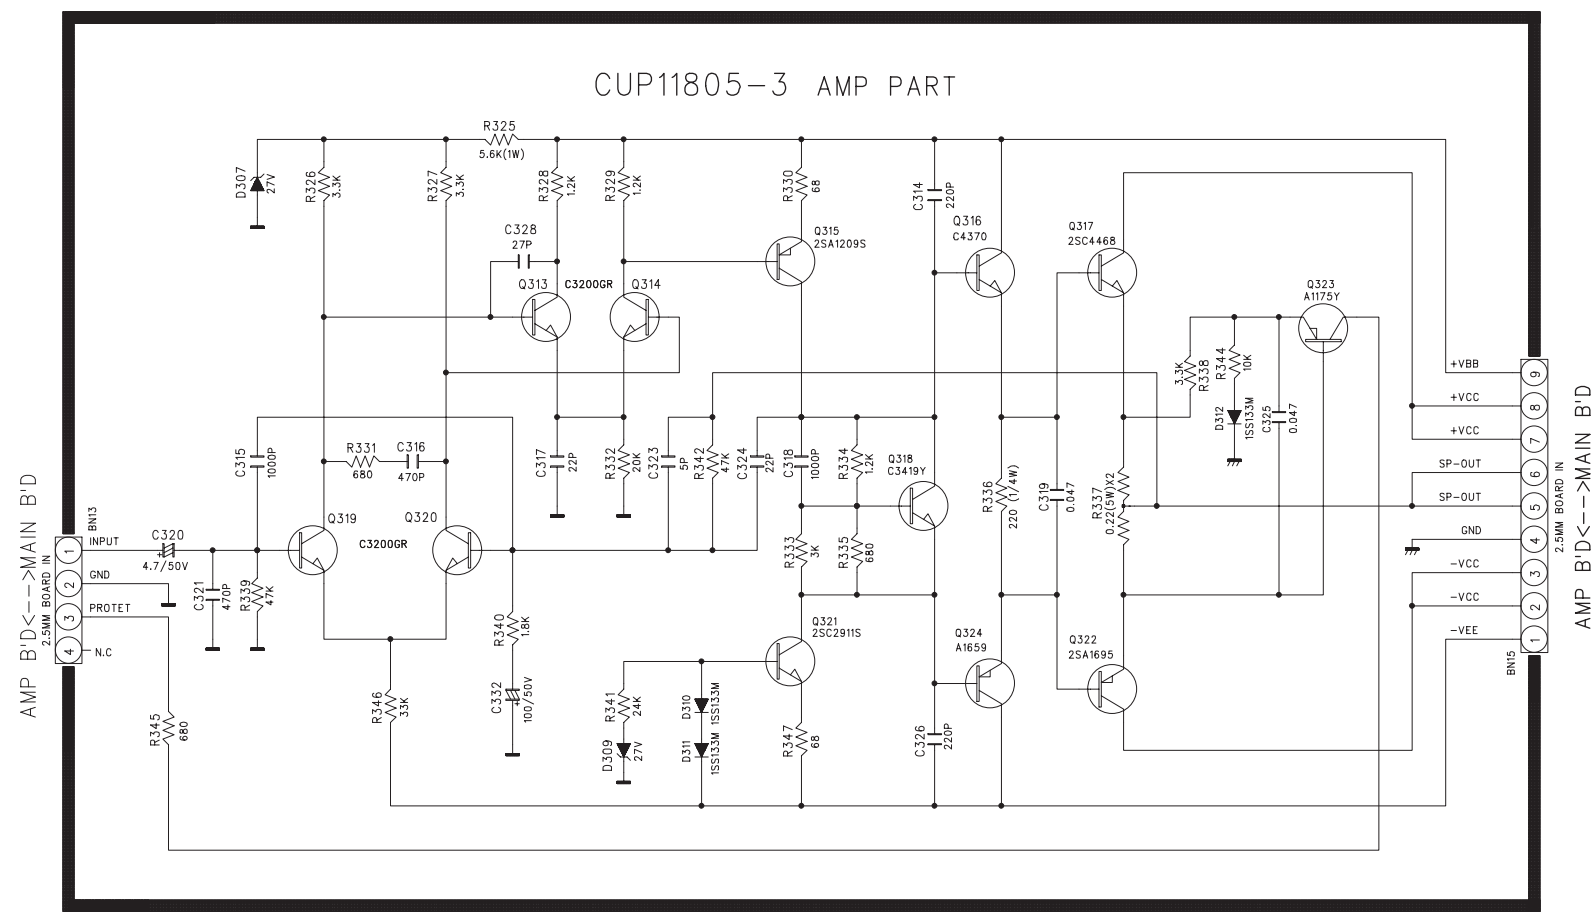 CUP11805-3 AMP PART
R325
5.6K(1W)
D307
27V
R326
3.3K
R327
3.3K
R328
1.2K
R329
1.2K
R330
68
C314
220P
C328
27P
Q313
C3200GR
Q314
Q315
2SA1209S
Q316
C4370
Q317
2SC4468
Q323
A1175Y
3.3K
R338
R344
10K
D312
1SS133M
C325
0.047
C315
1000P
R331
680
C316
470P
C317
22P
R332
20K
C323
5P
R342
47K
C324
22P
C318
1000P
R334
1.2K
Q318
C3419Y
R336
220 (1/4W)
C319
0.047
R337
0.22(5W)X2
+VBB
9
+VCC
8
+VCC
7
SP-OUT
6
SP-OUT
5
GND
4
-VCC
3
-VCC
2
-VEE
1
BN15
2.5MM BOARD IN
AMP B'D<-->MAIN B'D
AMP B'D<-->MAIN B'D
2.5MM BOARD IN
BN13
1
INPUT
2
GND
3
PROTET
4
N.C
C320
+
4.7/50V
C321
470P
R339
47K
Q319
C3200GR
Q320
R333
3K
R335
680
R340
1.8K
C332
+
100/50V
R345
680
R346
33K
R341
24K
D309
27V
D310
1SS133M
D311
1SS133M
Q321
2SC2911S
R347
68
Q324
A1659
C326
220P
Q322
2SA1695